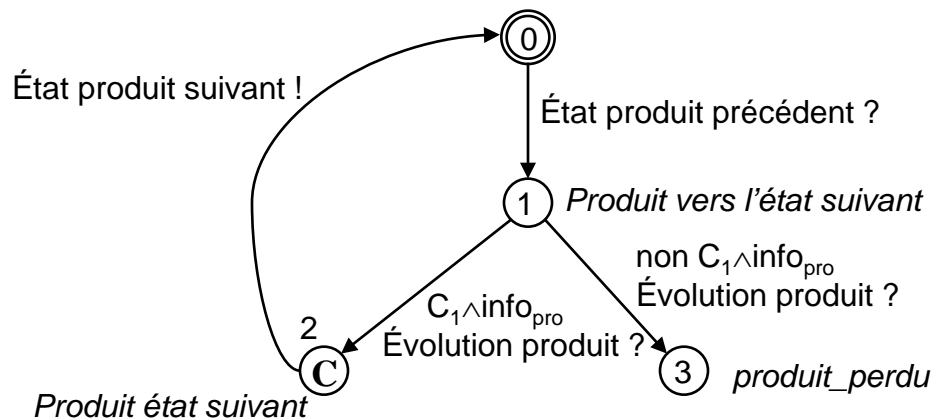 0
État produit suivant !
État produit précédent ?
1 Produit vers l'état suivant
non C₁∧infoₚᵣₒ
Évolution produit ?
C₁∧infoₚᵣₒ
Évolution produit ?
2
C
3 produit_perdu
Produit état suivant